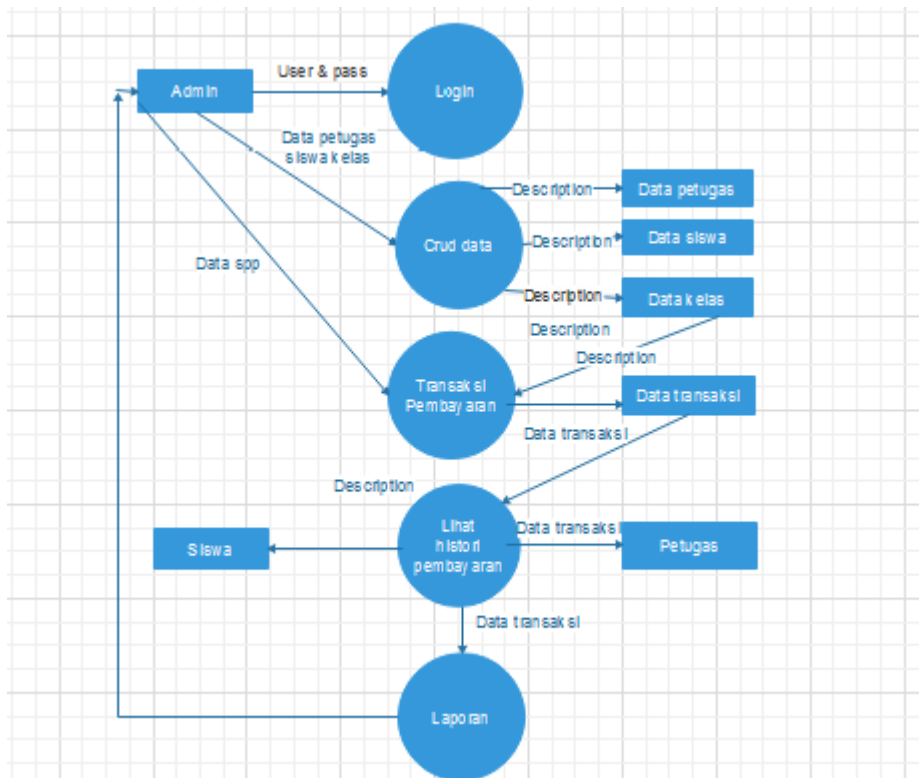 User & pass
Admin
Login
Data petugas
siswa kelas
Description
Data petugas
Crud data
Description
Data siswa
Data spp
Description
Data kelas
Description
Description
Transaksi
Pembayaran
Data transaksi
Data transaksi
Description
Lihat
histori
pembayaran
Data transaksi
Siswa
Petugas
Data transaksi
Laporan